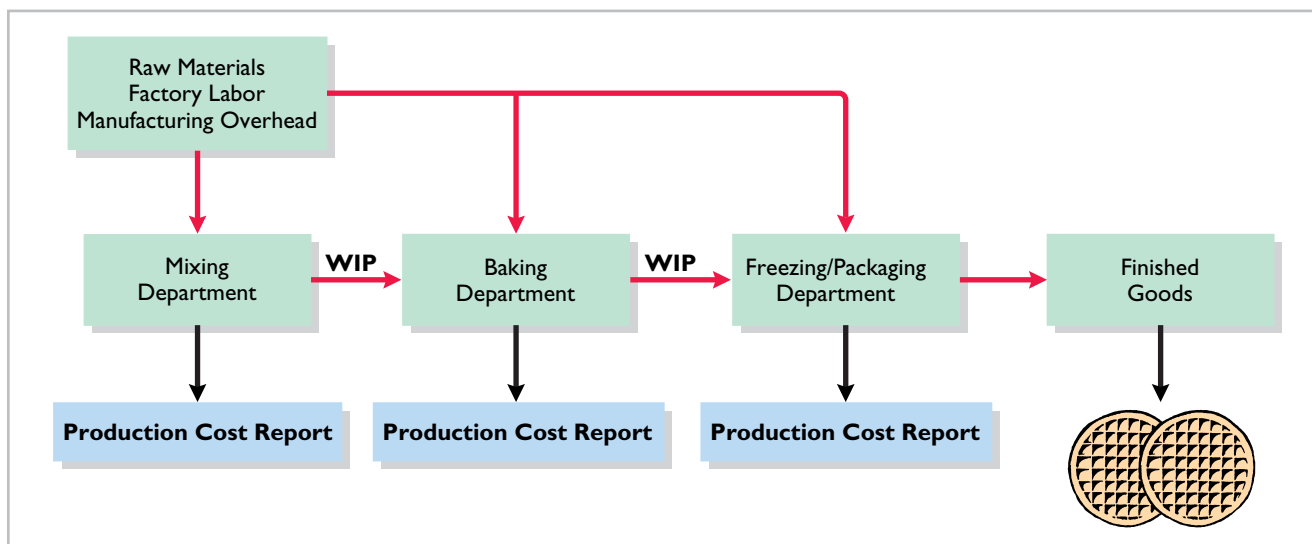 Raw Materials
Factory Labor
Manufacturing Overhead
Mixing
Department
WIP
Baking
Department
WIP
Freezing/Packaging
Department
Finished
Goods
Production Cost Report
Production Cost Report
Production Cost Report